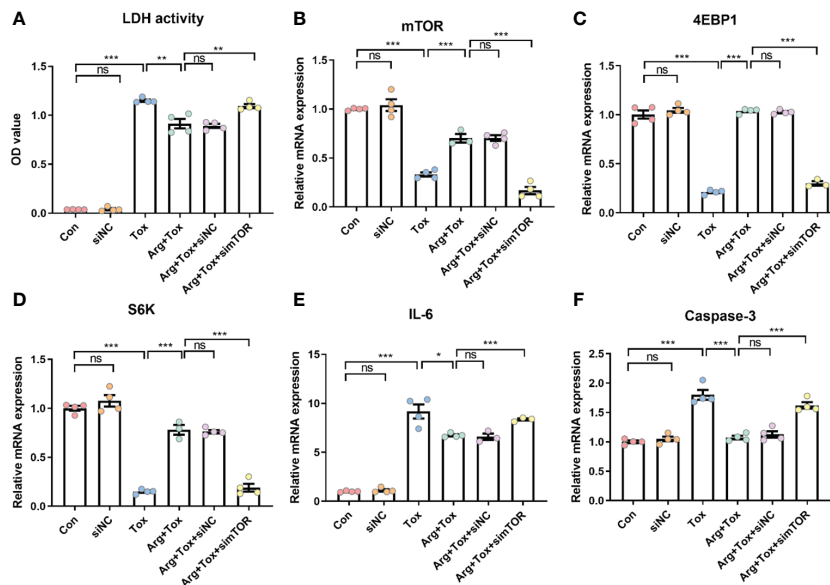 A
LDH activity
OD value
1.5
1.0
0.5
0.0
***
ns
**
ns
**
Con
siNC
Tox
Arg+Tox
Arg+Tox+siNC
Arg+Tox+simTOR
B
mTOR
Relative mRNA expression
1.5
1.0
0.5
0.0
***
ns
***
ns
***
Con
siNC
Tox
Arg+Tox
Arg+Tox+siNC
Arg+Tox+simTOR
C
4EBP1
Relative mRNA expression
1.5
1.0
0.5
0.0
***
ns
***
ns
***
Con
siNC
Tox
Arg+Tox
Arg+Tox+siNC
Arg+Tox+simTOR
D
S6K
Relative mRNA expression
1.5
1.0
0.5
0.0
***
ns
***
ns
***
Con
siNC
Tox
Arg+Tox
Arg+Tox+siNC
Arg+Tox+simTOR
E
IL-6
Relative mRNA expression
15
10
5
0
***
ns
*
ns
***
Con
siNC
Tox
Arg+Tox
Arg+Tox+siNC
Arg+Tox+simTOR
F
Caspase-3
Relative mRNA expression
2.5
2.0
1.5
1.0
0.5
0.0
***
ns
***
ns
***
Con
siNC
Tox
Arg+Tox
Arg+Tox+siNC
Arg+Tox+simTOR